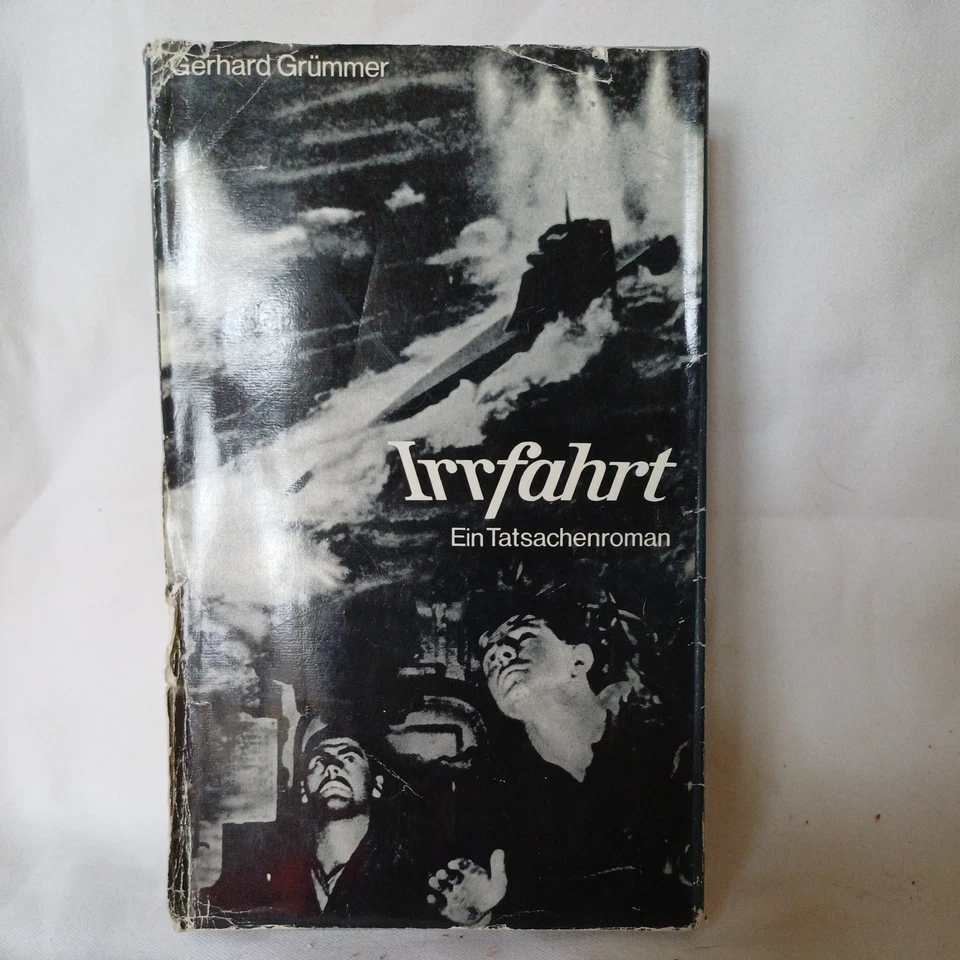 Gerhard Grümmer
Irrfahrt
Ein Tatsachenroman